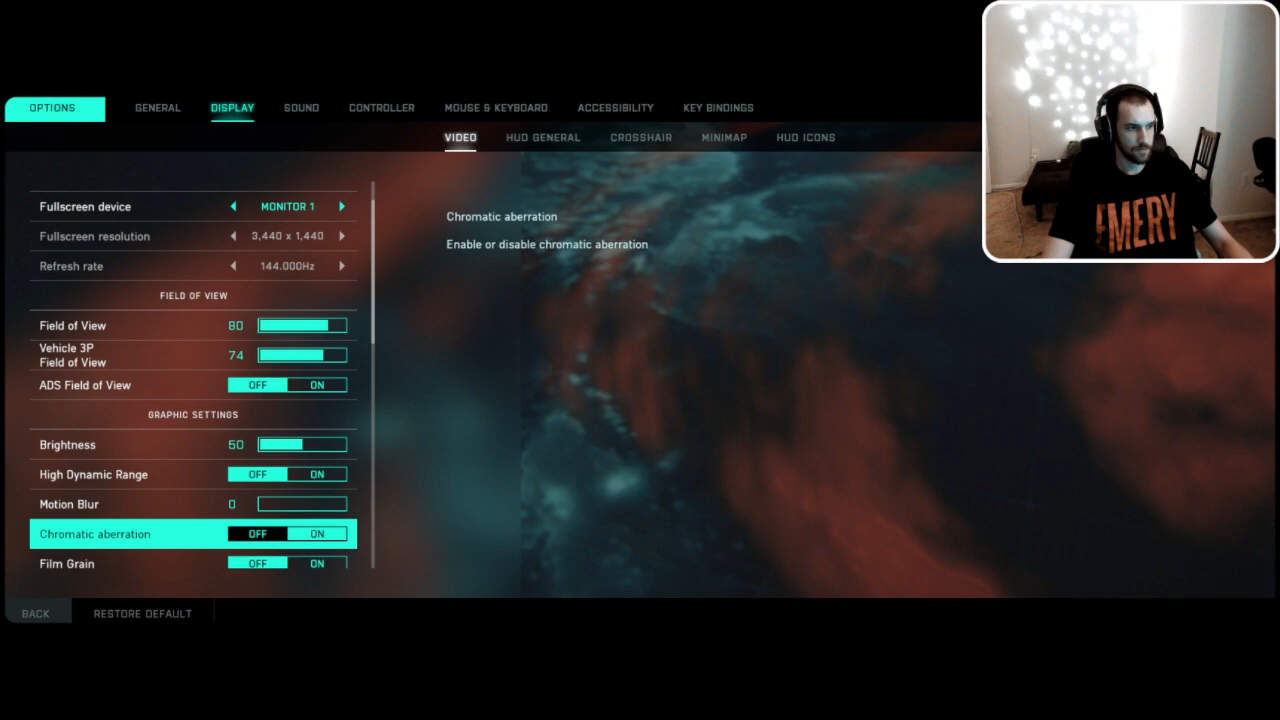 OPTIONS GENERAL DISPLAY SOUND CONTROLLER MOUSE & KEYBOARD ACCESSIBILITY KEY BINDINGS
VIDEO HUD GENERAL CROSSHAIR MINIMAP HUD ICONS
Fullscreen device MONITOR 1
Fullscreen resolution 3,440 x 1,440
Refresh rate 144.000Hz
FIELD OF VIEW
Field of View 80
Vehicle 3P
Field of View 74
ADS Field of View OFF ON
GRAPHIC SETTINGS
Brightness 50
High Dynamic Range OFF ON
Motion Blur 0
Chromatic aberration OFF ON
Film Grain OFF ON
BACK RESTORE DEFAULT
Chromatic aberration
Enable or disable chromatic aberration
EMERY